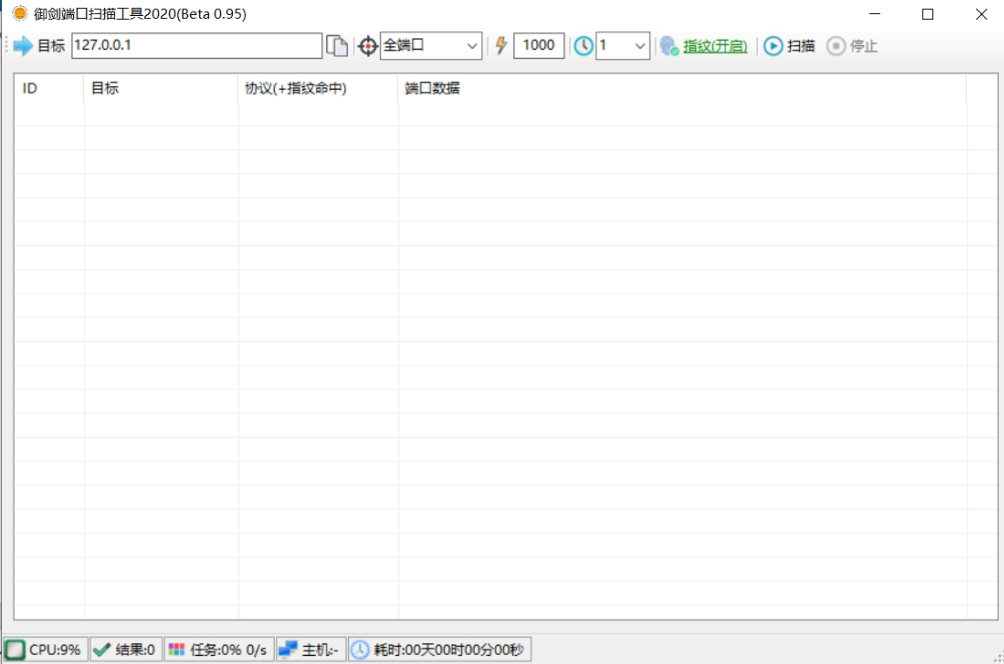 御剑端口扫描工具2020(Beta 0.95)
目标 127.0.0.1 全端口 1000 1 指纹(开启) 扫描 停止
ID 目标 协议(+指纹命中) 端口数据
CPU:9% 结果:0 任务:0% 0/s 主机:- 耗时:00天00时00分00秒